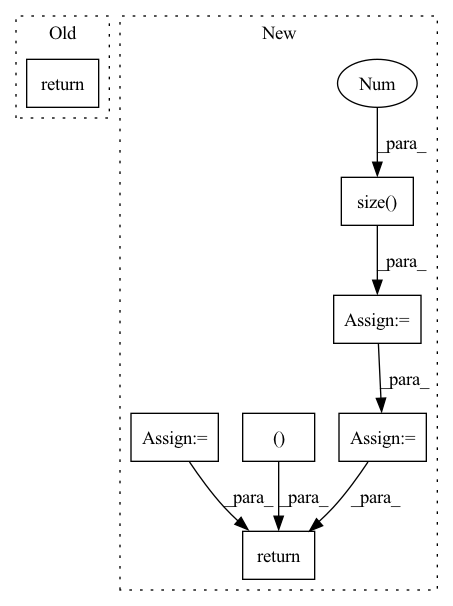 Old
New
return
Num
_para_
size()
_para_
Assign:=
_para_
Assign:=
()
Assign:=
_para_
_para_
_para_
return